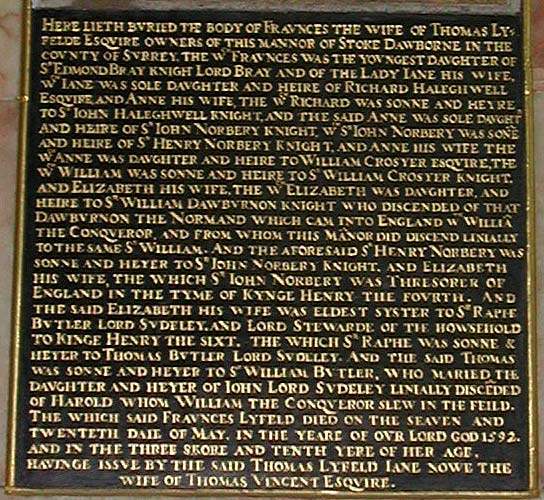 HERE LIETH BVRIED THE BODY OF FRAVNCES THE WIFE OF THOMAS LY-
FELDE ESQVIRE OWNERS OF THIS MANNOR OF STOKE DAWBORNE IN THE
COVNTY OF SVRREY. THE Wᶜʰ FRAVNCES WAS THE YOVNGEST DAVGHTER OF
Sᴿ EDMOND BRAY KNIGHT LORD BRAY AND OF THE LADY IANE HIS WIFE,
Wᶜʰ IANE WAS SOLE DAVGHTER AND HEIRE OF RICHARD HALEGHWELL
ESQVIRE, AND ANNE HIS WIFE, THE Wᶜʰ RICHARD WAS SONNE AND HEYRE
TO Sᴿ IOHN HALEGHWELL KNIGHT, AND THE SAID ANNE WAS SOLE DAVGHT
AND HEIRE OF Sᴿ IOHN NORBERY KNIGHT, Wᶜʰ Sᴿ IOHN NORBERY WAS SONE
AND HEIRE OF Sᴿ HENRY NORBERY KNIGHT, AND ANNE HIS WIFE THE
Wᶜʰ ANNE WAS DAVGHTER AND HEIRE TO WILLIAM CROSYER ESQVIRE, THE
Wᶜʰ WILLIAM WAS SONNE AND HEIRE TO Sᴿ WILLIAM CROSYER KNIGHT.
AND ELIZABETH HIS WIFE, THE Wᶜʰ ELIZABETH WAS DAVGHTER, AND
HEIRE TO Sᴿ WILLIAM DAWBVRNON KNIGHT WHO DISCENDED OF THAT
DAWBVRNON THE NORMAND WHICH CAM INTO ENGLAND Wᵗʰ WILLIĀ
THE CONQVEROR, AND FROM WHOM THIS MĀNOR DID DISCEND LINIALLY
TO THE SAME Sᴿ WILLIAM. AND THE AFORESAID Sᴿ HENRY NORBERY WAS
SONNE AND HEYER TO Sᴿ IOHN NORBERY KNIGHT, AND ELIZABETH
HIS WIFE, THE WHICH Sᴿ IOHN NORBERY WAS THRESORER OF
ENGLAND IN THE TYME OF KYNGE HENRY THE FOVRTH. AND
THE SAID ELIZABETH HIS WIFE WAS ELDEST SYSTER TO Sᴿ RAPHE
BVTLER LORD SVDELEY, AND LORD STEWARDE OF THE HOWSEHOLD
TO KINGE HENRY THE SIXT. THE WHICH Sᴿ RAPHE WAS SONNE &
HEYER TO THOMAS BVTLER LORD SVDLLEY. AND THE SAID THOMAS
WAS SONNE AND HEYER TO Sᴿ WILLIAM BVTLER, WHO MARIED THE
DAVGHTER AND HEYER OF IOHN LORD SVDELEY LINIALLY DISCĒDED
OF HAROLD WHOM WILLIAM THE CONQVEROR SLEW IN THE FEILD.
THE WHICH SAID FRAVNCES LYFELD DIED ON THE SEAVEN AND
TWENTETH DAIE OF MAY, IN THE YEARE OF OVR LORD GOD 1592.
AND IN THE THREE SKORE AND TENTH YERE OF HER AGE.
HAVINGE ISSVE BY THE SAID THOMAS LYFELD IANE NOWE THE
WIFE OF THOMAS VINCENT ESQVIRE.